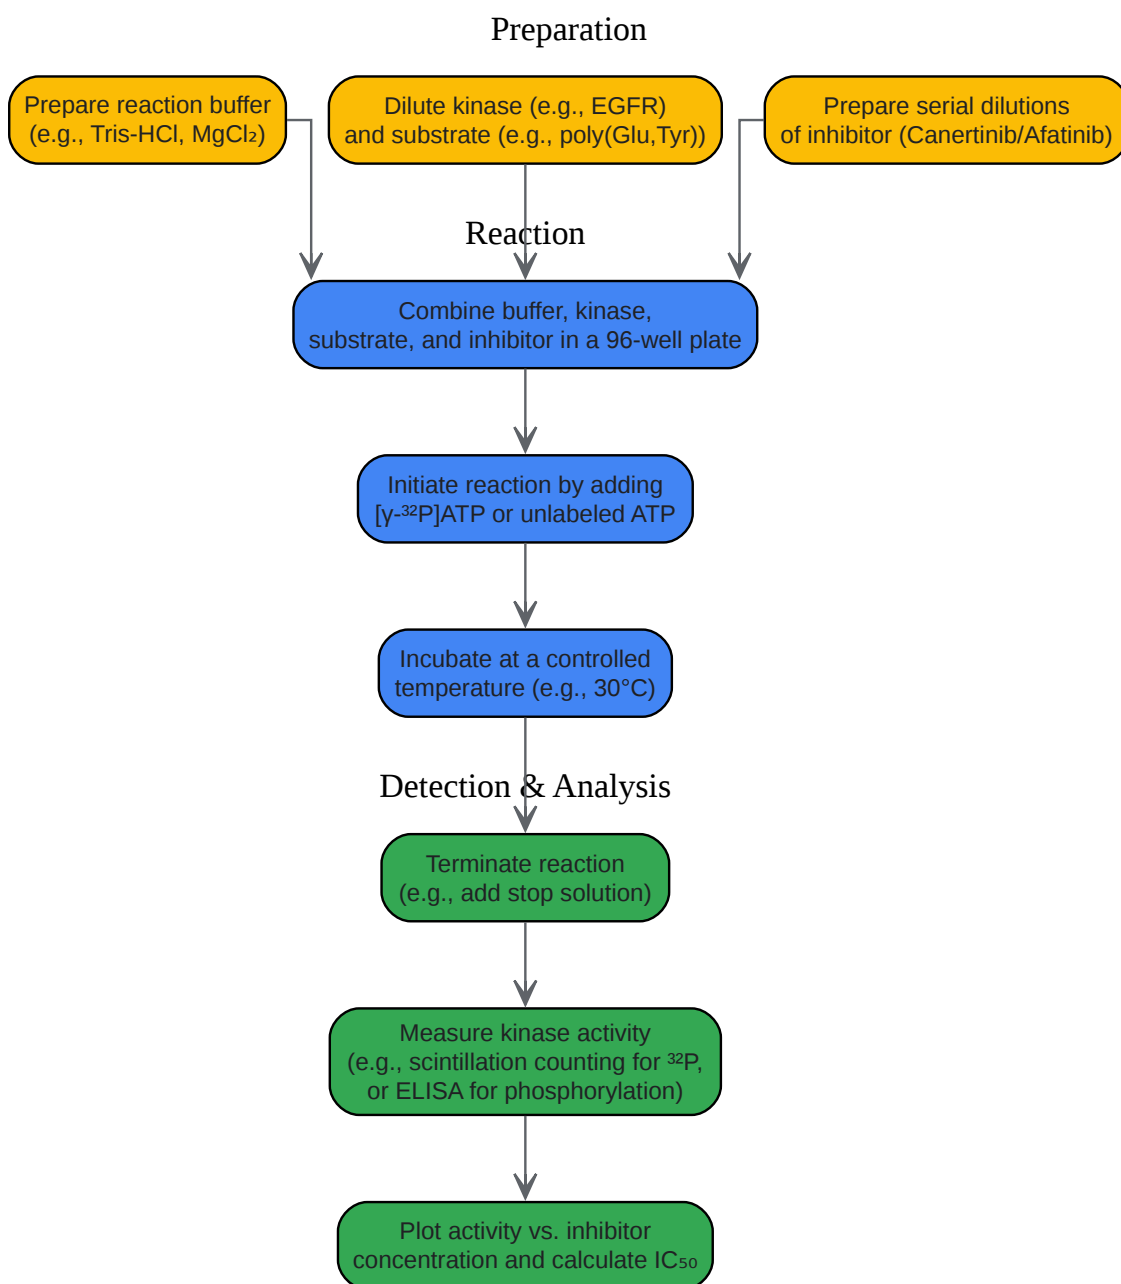 Preparation
Prepare reaction buffer
(e.g., Tris-HCl, MgCl₂)
Dilute kinase (e.g., EGFR)
and substrate (e.g., poly(Glu,Tyr))
Prepare serial dilutions
of inhibitor (Canertinib/Afatinib)
Reaction
Combine buffer, kinase,
substrate, and inhibitor in a 96-well plate
Initiate reaction by adding
[γ-³²P]ATP or unlabeled ATP
Incubate at a controlled
temperature (e.g., 30°C)
Detection & Analysis
Terminate reaction
(e.g., add stop solution)
Measure kinase activity
(e.g., scintillation counting for ³²P,
or ELISA for phosphorylation)
Plot activity vs. inhibitor
concentration and calculate IC₅₀